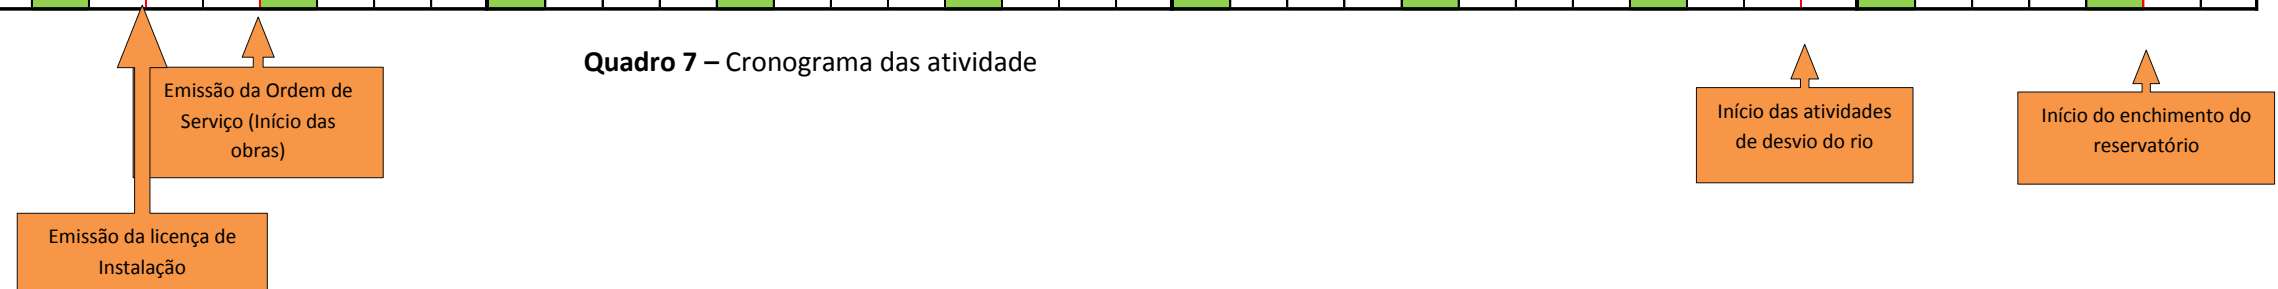 Quadro 7 – Cronograma das atividade
Emissão da Ordem de
Serviço (Início das
obras)
Emissão da licença de
Instalação
Início das atividades
de desvio do rio
Início do enchimento do
reservatório